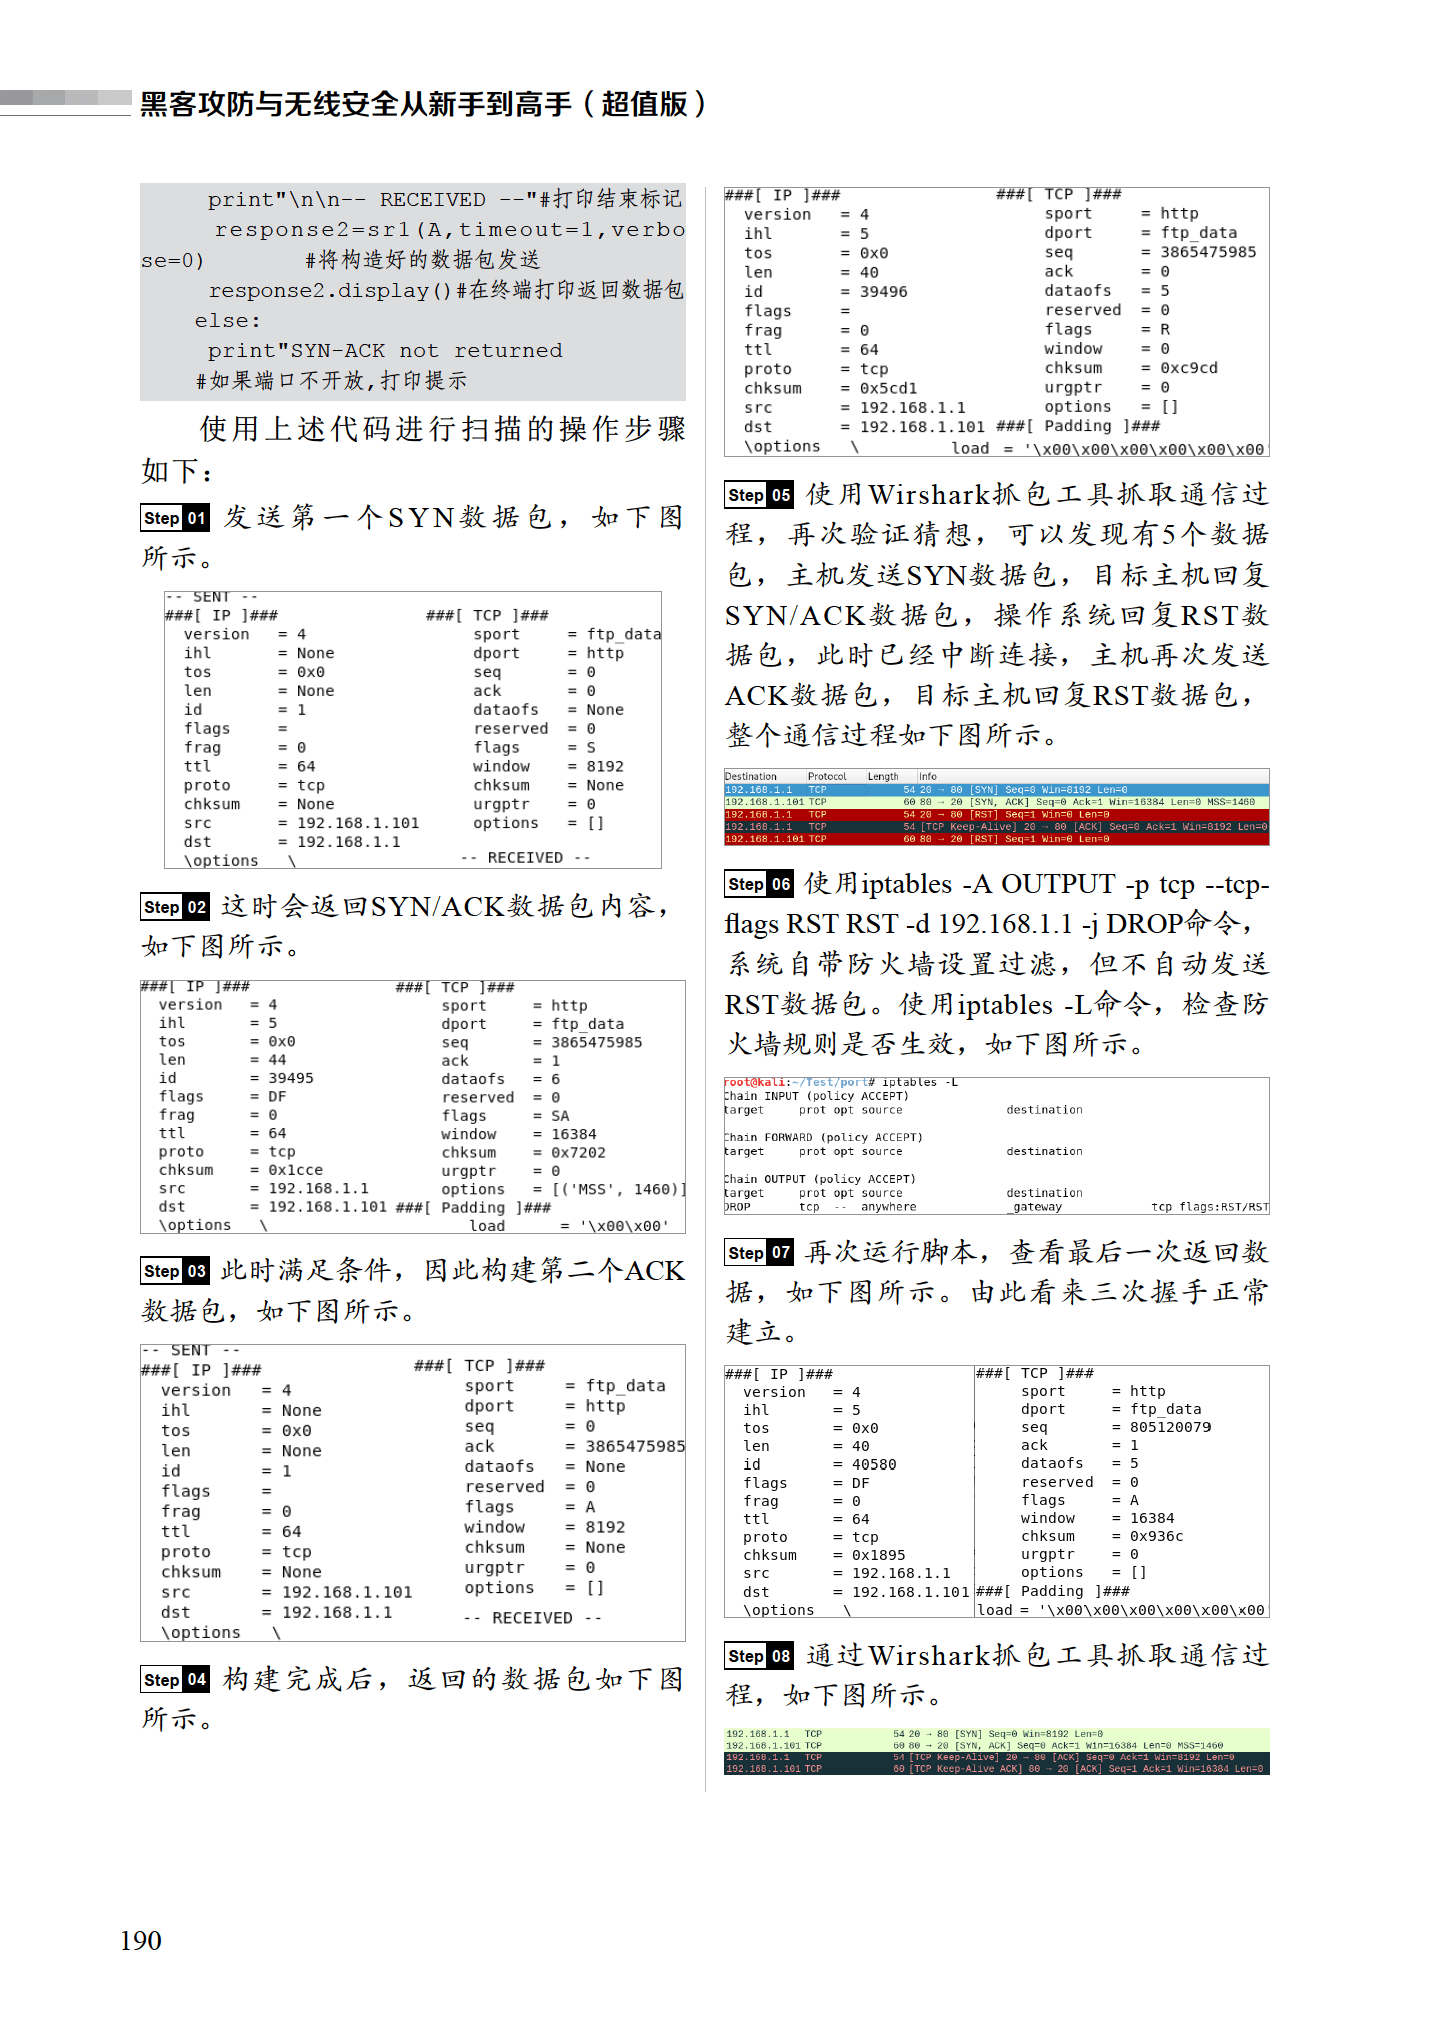 黑客攻防与无线安全从新手到高手（超值版）
print"\n\n-- RECEIVED --"#打印结束标记
response2=sr1(A,timeout=1,verbo
se=0) #将构造好的数据包发送
response2.display()#在终端打印返回数据包
else:
print"SYN-ACK not returned
#如果端口不开放,打印提示
使用上述代码进行扫描的操作步骤
如下：
Step 01 发送第一个SYN数据包，如下图
所示。
-- SENT --
###[ IP ]### ###[ TCP ]###
version = 4 sport = ftp_data
ihl = None dport = http
tos = 0x0 seq = 0
len = None ack = 0
id = 1 dataofs = None
flags = reserved = 0
frag = 0 flags = S
ttl = 64 window = 8192
proto = tcp chksum = None
chksum = None urgptr = 0
src = 192.168.1.101 options = []
dst = 192.168.1.1
\options \ -- RECEIVED --
Step 02 这时会返回SYN/ACK数据包内容，
如下图所示。
###[ IP ]### ###[ TCP ]###
version = 4 sport = http
ihl = 5 dport = ftp_data
tos = 0x0 seq = 3865475985
len = 44 ack = 1
id = 39495 dataofs = 6
flags = DF reserved = 0
frag = 0 flags = SA
ttl = 64 window = 16384
proto = tcp chksum = 0x7202
chksum = 0x1cce urgptr = 0
src = 192.168.1.1 options = [('MSS', 1460)]
dst = 192.168.1.101 ###[ Padding ]###
\options \ load = '\x00\x00'
Step 03 此时满足条件，因此构建第二个ACK
数据包，如下图所示。
-- SENT --
###[ IP ]### ###[ TCP ]###
version = 4 sport = ftp_data
ihl = None dport = http
tos = 0x0 seq = 0
len = None ack = 3865475985
id = 1 dataofs = None
flags = reserved = 0
frag = 0 flags = A
ttl = 64 window = 8192
proto = tcp chksum = None
chksum = None urgptr = 0
src = 192.168.1.101 options = []
dst = 192.168.1.1 -- RECEIVED --
\options \
Step 04 构建完成后，返回的数据包如下图
所示。
###[ IP ]### ###[ TCP ]###
version = 4 sport = http
ihl = 5 dport = ftp_data
tos = 0x0 seq = 3865475985
len = 40 ack = 0
id = 39496 dataofs = 5
flags = reserved = 0
frag = 0 flags = R
ttl = 64 window = 0
proto = tcp chksum = 0xc9cd
chksum = 0x5cd1 urgptr = 0
src = 192.168.1.1 options = []
dst = 192.168.1.101 ###[ Padding ]###
\options \ load = '\x00\x00\x00\x00\x00\x00'
Step 05 使用Wirshark抓包工具抓取通信过
程，再次验证猜想，可以发现有5个数据
包，主机发送SYN数据包，目标主机回复
SYN/ACK数据包，操作系统回复RST数
据包，此时已经中断连接，主机再次发送
ACK数据包，目标主机回复RST数据包，
整个通信过程如下图所示。
Destination Protocol Length Info
192.168.1.1 TCP 54 20 → 80 [SYN] Seq=0 Win=8192 Len=0
192.168.1.101 TCP 60 80 → 20 [SYN, ACK] Seq=0 Ack=1 Win=16384 Len=0 MSS=1460
192.168.1.1 TCP 54 20 → 80 [RST] Seq=1 Win=0 Len=0
192.168.1.1 TCP 54 [TCP Keep-Alive] 20 → 80 [ACK] Seq=0 Ack=1 Win=8192 Len=0
192.168.1.101 TCP 60 80 → 20 [RST] Seq=1 Win=0 Len=0
Step 06 使用iptables -A OUTPUT -p tcp --tcp-
flags RST RST -d 192.168.1.1 -j DROP命令，
系统自带防火墙设置过滤，但不自动发送
RST数据包。使用iptables -L命令，检查防
火墙规则是否生效，如下图所示。
root@kali:~/Test/port# iptables -L
Chain INPUT (policy ACCEPT)
target prot opt source destination
Chain FORWARD (policy ACCEPT)
target prot opt source destination
Chain OUTPUT (policy ACCEPT)
target prot opt source destination
DROP tcp -- anywhere _gateway tcp flags:RST/RST
Step 07 再次运行脚本，查看最后一次返回数
据，如下图所示。由此看来三次握手正常
建立。
###[ IP ]### ###[ TCP ]###
version = 4 sport = http
ihl = 5 dport = ftp_data
tos = 0x0 seq = 805120079
len = 40 ack = 1
id = 40580 dataofs = 5
flags = DF reserved = 0
frag = 0 flags = A
ttl = 64 window = 16384
proto = tcp chksum = 0x936c
chksum = 0x1895 urgptr = 0
src = 192.168.1.1 options = []
dst = 192.168.1.101 ###[ Padding ]###
\options \ load = '\x00\x00\x00\x00\x00\x00'
Step 08 通过Wirshark抓包工具抓取通信过
程，如下图所示。
192.168.1.1 TCP 54 20 → 80 [SYN] Seq=0 Win=8192 Len=0
192.168.1.101 TCP 60 80 → 20 [SYN, ACK] Seq=0 Ack=1 Win=16384 Len=0 MSS=1460
192.168.1.1 TCP 54 [TCP Keep-Alive] 20 → 80 [ACK] Seq=0 Ack=1 Win=8192 Len=0
192.168.1.101 TCP 60 [TCP Keep-Alive ACK] 80 → 20 [ACK] Seq=1 Ack=1 Win=16384 Len=0
190